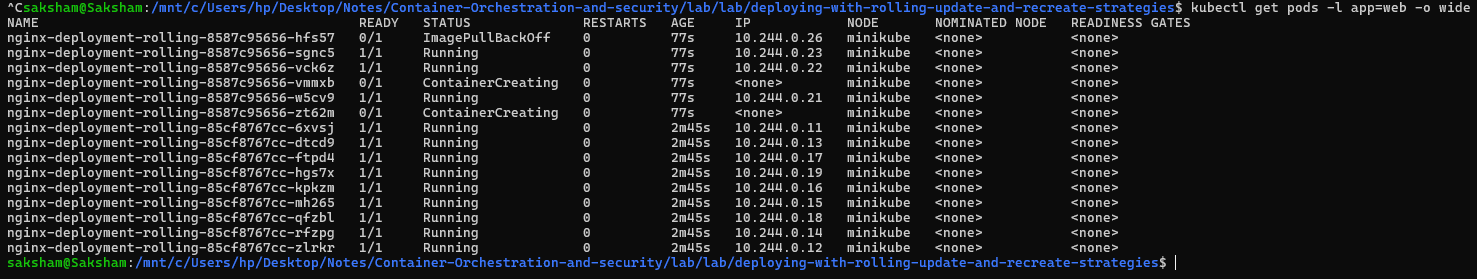 ^Csaksham@Saksham:/mnt/c/Users/hp/Desktop/Notes/Container-Orchestration-and-security/lab/lab/deploying-with-rolling-update-and-recreate-strategies$ kubectl get pods -l app=web -o wide
NAME READY STATUS RESTARTS AGE IP NODE NOMINATED NODE READINESS GATES
nginx-deployment-rolling-8587c95656-hfs57 0/1 ImagePullBackOff 0 77s 10.244.0.26 minikube <none> <none>
nginx-deployment-rolling-8587c95656-sgnc5 1/1 Running 0 77s 10.244.0.23 minikube <none> <none>
nginx-deployment-rolling-8587c95656-vck6z 1/1 Running 0 77s 10.244.0.22 minikube <none> <none>
nginx-deployment-rolling-8587c95656-vmmxb 0/1 ContainerCreating 0 77s <none> minikube <none> <none>
nginx-deployment-rolling-8587c95656-w5cv9 1/1 Running 0 77s 10.244.0.21 minikube <none> <none>
nginx-deployment-rolling-8587c95656-zt62m 0/1 ContainerCreating 0 77s <none> minikube <none> <none>
nginx-deployment-rolling-85cf8767cc-6xvsj 1/1 Running 0 2m45s 10.244.0.11 minikube <none> <none>
nginx-deployment-rolling-85cf8767cc-dtcd9 1/1 Running 0 2m45s 10.244.0.13 minikube <none> <none>
nginx-deployment-rolling-85cf8767cc-ftpd4 1/1 Running 0 2m45s 10.244.0.17 minikube <none> <none>
nginx-deployment-rolling-85cf8767cc-hgs7x 1/1 Running 0 2m45s 10.244.0.19 minikube <none> <none>
nginx-deployment-rolling-85cf8767cc-kpkzm 1/1 Running 0 2m45s 10.244.0.16 minikube <none> <none>
nginx-deployment-rolling-85cf8767cc-mh265 1/1 Running 0 2m45s 10.244.0.15 minikube <none> <none>
nginx-deployment-rolling-85cf8767cc-qfzbl 1/1 Running 0 2m45s 10.244.0.18 minikube <none> <none>
nginx-deployment-rolling-85cf8767cc-rfzpg 1/1 Running 0 2m45s 10.244.0.14 minikube <none> <none>
nginx-deployment-rolling-85cf8767cc-zlrkr 1/1 Running 0 2m45s 10.244.0.12 minikube <none> <none>
saksham@Saksham:/mnt/c/Users/hp/Desktop/Notes/Container-Orchestration-and-security/lab/lab/deploying-with-rolling-update-and-recreate-strategies$